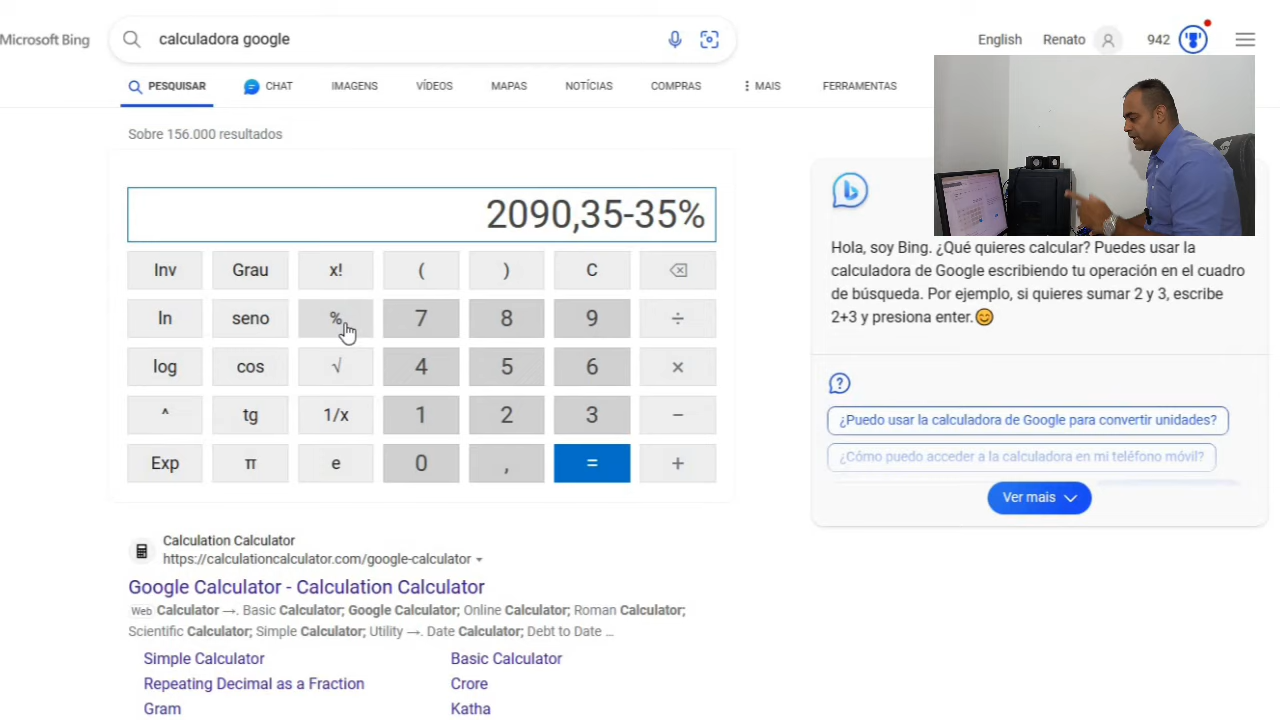 Microsoft Bing
calculadora google
English
Renato
942
PESQUISAR
CHAT
IMAGENS
VÍDEOS
MAPAS
NOTÍCIAS
COMPRAS
MAIS
FERRAMENTAS
Sobre 156.000 resultados
2090,35-35%
Inv Grau x! ( ) C
ln seno % 7 8 9 ÷
log cos √ 4 5 6 ×
^ tg 1/x 1 2 3 −
Exp π e 0 , = +
Hola, soy Bing. ¿Qué quieres calcular? Puedes usar la
calculadora de Google escribiendo tu operación en el cuadro
de búsqueda. Por ejemplo, si quieres sumar 2 y 3, escribe
2+3 y presiona enter.😊
¿Puedo usar la calculadora de Google para convertir unidades?
¿Cómo puedo acceder a la calculadora en mi teléfono móvil?
Ver mais
Calculation Calculator
https://calculationcalculator.com/google-calculator
Google Calculator - Calculation Calculator
Web Calculator →. Basic Calculator; Google Calculator; Online Calculator; Roman Calculator;
Scientific Calculator; Simple Calculator; Utility →. Date Calculator; Debt to Date ...
Simple Calculator
Basic Calculator
Repeating Decimal as a Fraction
Crore
Gram
Katha